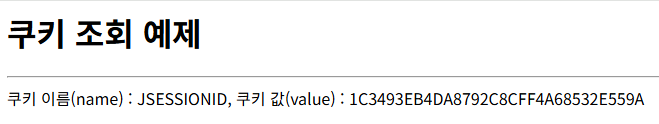 쿠키 조회 예제
쿠키 이름(name) : JSESSIONID, 쿠키 값(value) : 1C3493EB4DA8792C8CFF4A68532E559A